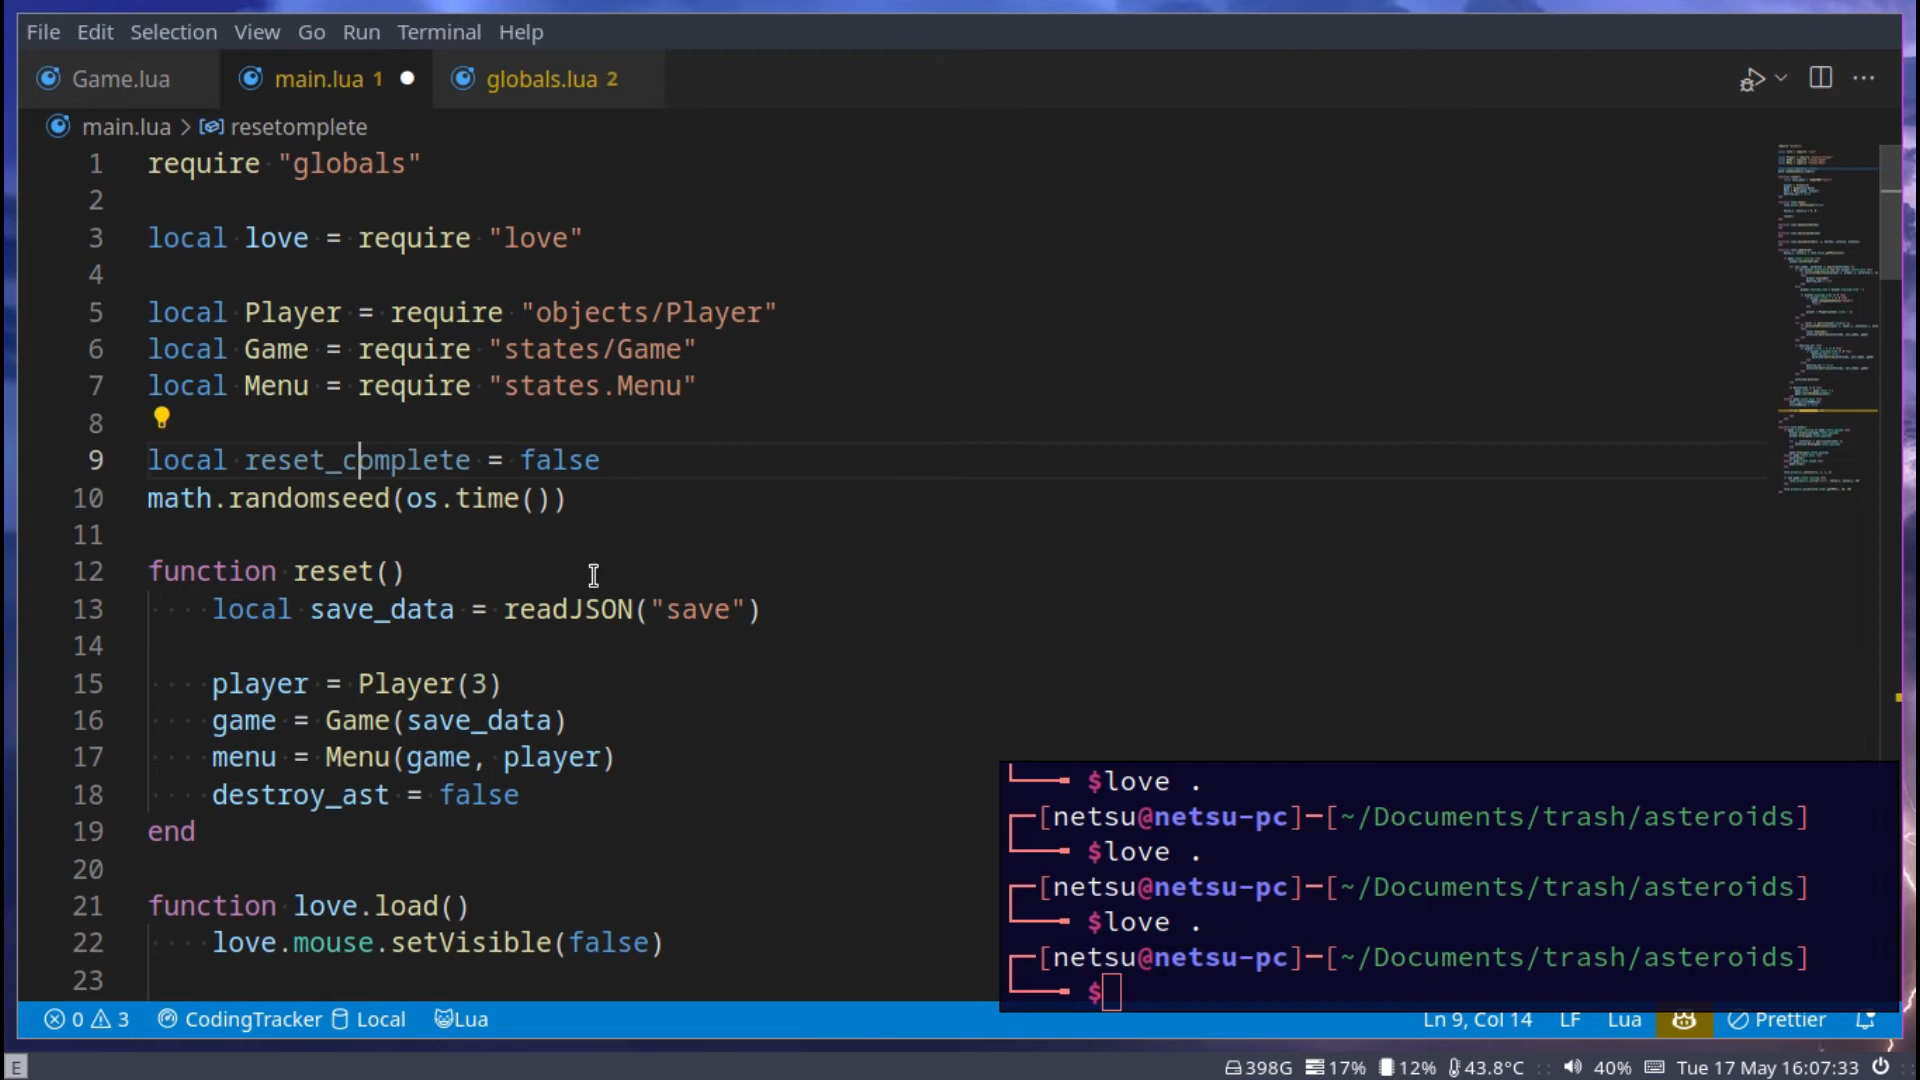 File Edit Selection View Go Run Terminal Help
Game.lua main.lua 1 globals.lua 2
main.lua > resetomplete
1 require "globals"
2
3 local love = require "love"
4
5 local Player = require "objects/Player"
6 local Game = require "states/Game"
7 local Menu = require "states.Menu"
8
9 local reset_complete = false
10 math.randomseed(os.time())
11
12 function reset()
13 local save_data = readJSON("save")
14
15 player = Player(3)
16 game = Game(save_data)
17 menu = Menu(game, player)
18 destroy_ast = false
19 end
20
21 function love.load()
22 love.mouse.setVisible(false)
23
$love .
[netsu@netsu-pc]-[~/Documents/trash/asteroids]
$love .
[netsu@netsu-pc]-[~/Documents/trash/asteroids]
$love .
[netsu@netsu-pc]-[~/Documents/trash/asteroids]
$
0 3 CodingTracker Local Lua Ln 9, Col 14 LF Lua Prettier
E 398G 17% 12% 43.8°C 40% Tue 17 May 16:07:33